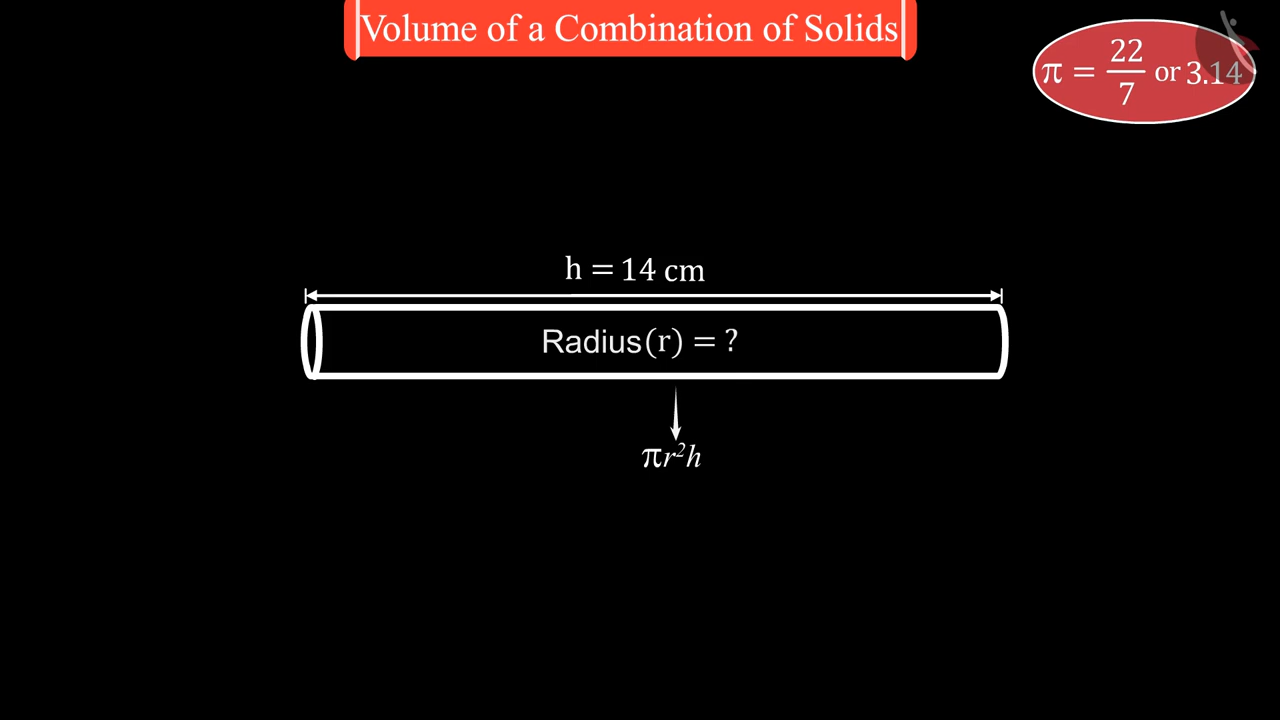 Volume of a Combination of Solids
π = 22/7 or 3.14
h = 14 cm
Radius(r) = ?
πr²h